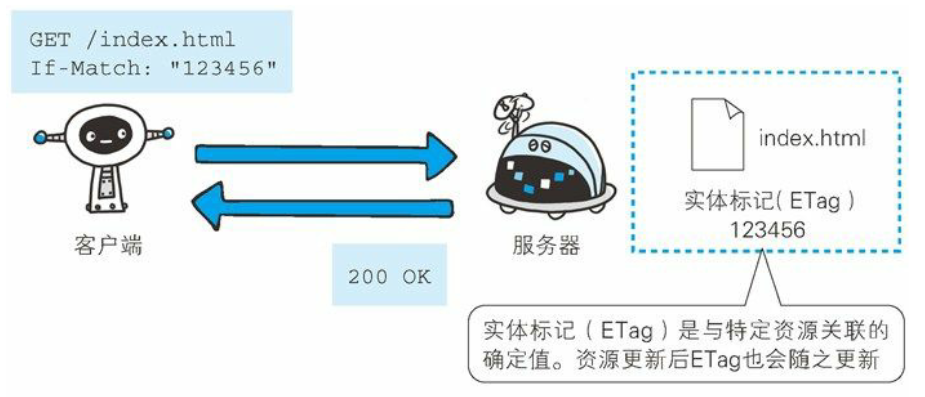 GET /index.html
If-Match: "123456"
客户端
200 OK
服务器
index.html
实体标记(ETag)
123456
实体标记(ETag)是与特定资源关联的
确定值。资源更新后ETag也会随之更新